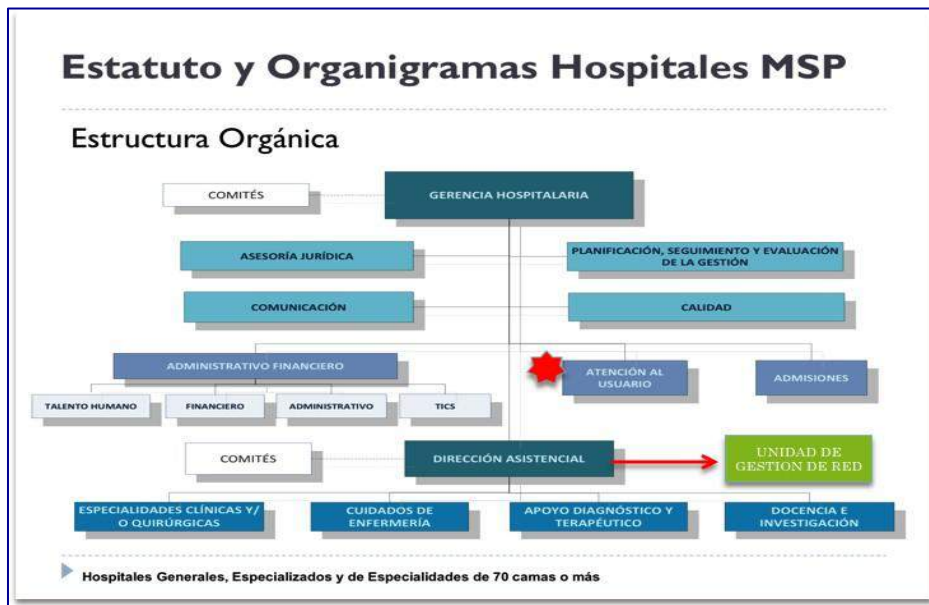 Estatuto y Organigramas Hospitales MSP
Estructura Orgánica
COMITÉS
GERENCIA HOSPITALARIA
ASESORÍA JURÍDICA
PLANIFICACIÓN, SEGUIMIENTO Y EVALUACIÓN
DE LA GESTIÓN
COMUNICACIÓN
CALIDAD
ADMINISTRATIVO FINANCIERO
ATENCIÓN AL
USUARIO
ADMISIONES
TALENTO HUMANO
FINANCIERO
ADMINISTRATIVO
TICS
COMITÉS
DIRECCIÓN ASISTENCIAL
UNIDAD DE
GESTION DE RED
ESPECIALIDADES CLÍNICAS Y/
O QUIRÚRGICAS
CUIDADOS DE
ENFERMERÍA
APOYO DIAGNÓSTICO Y
TERAPÉUTICO
DOCENCIA E
INVESTIGACIÓN
Hospitales Generales, Especializados y de Especialidades de 70 camas o más